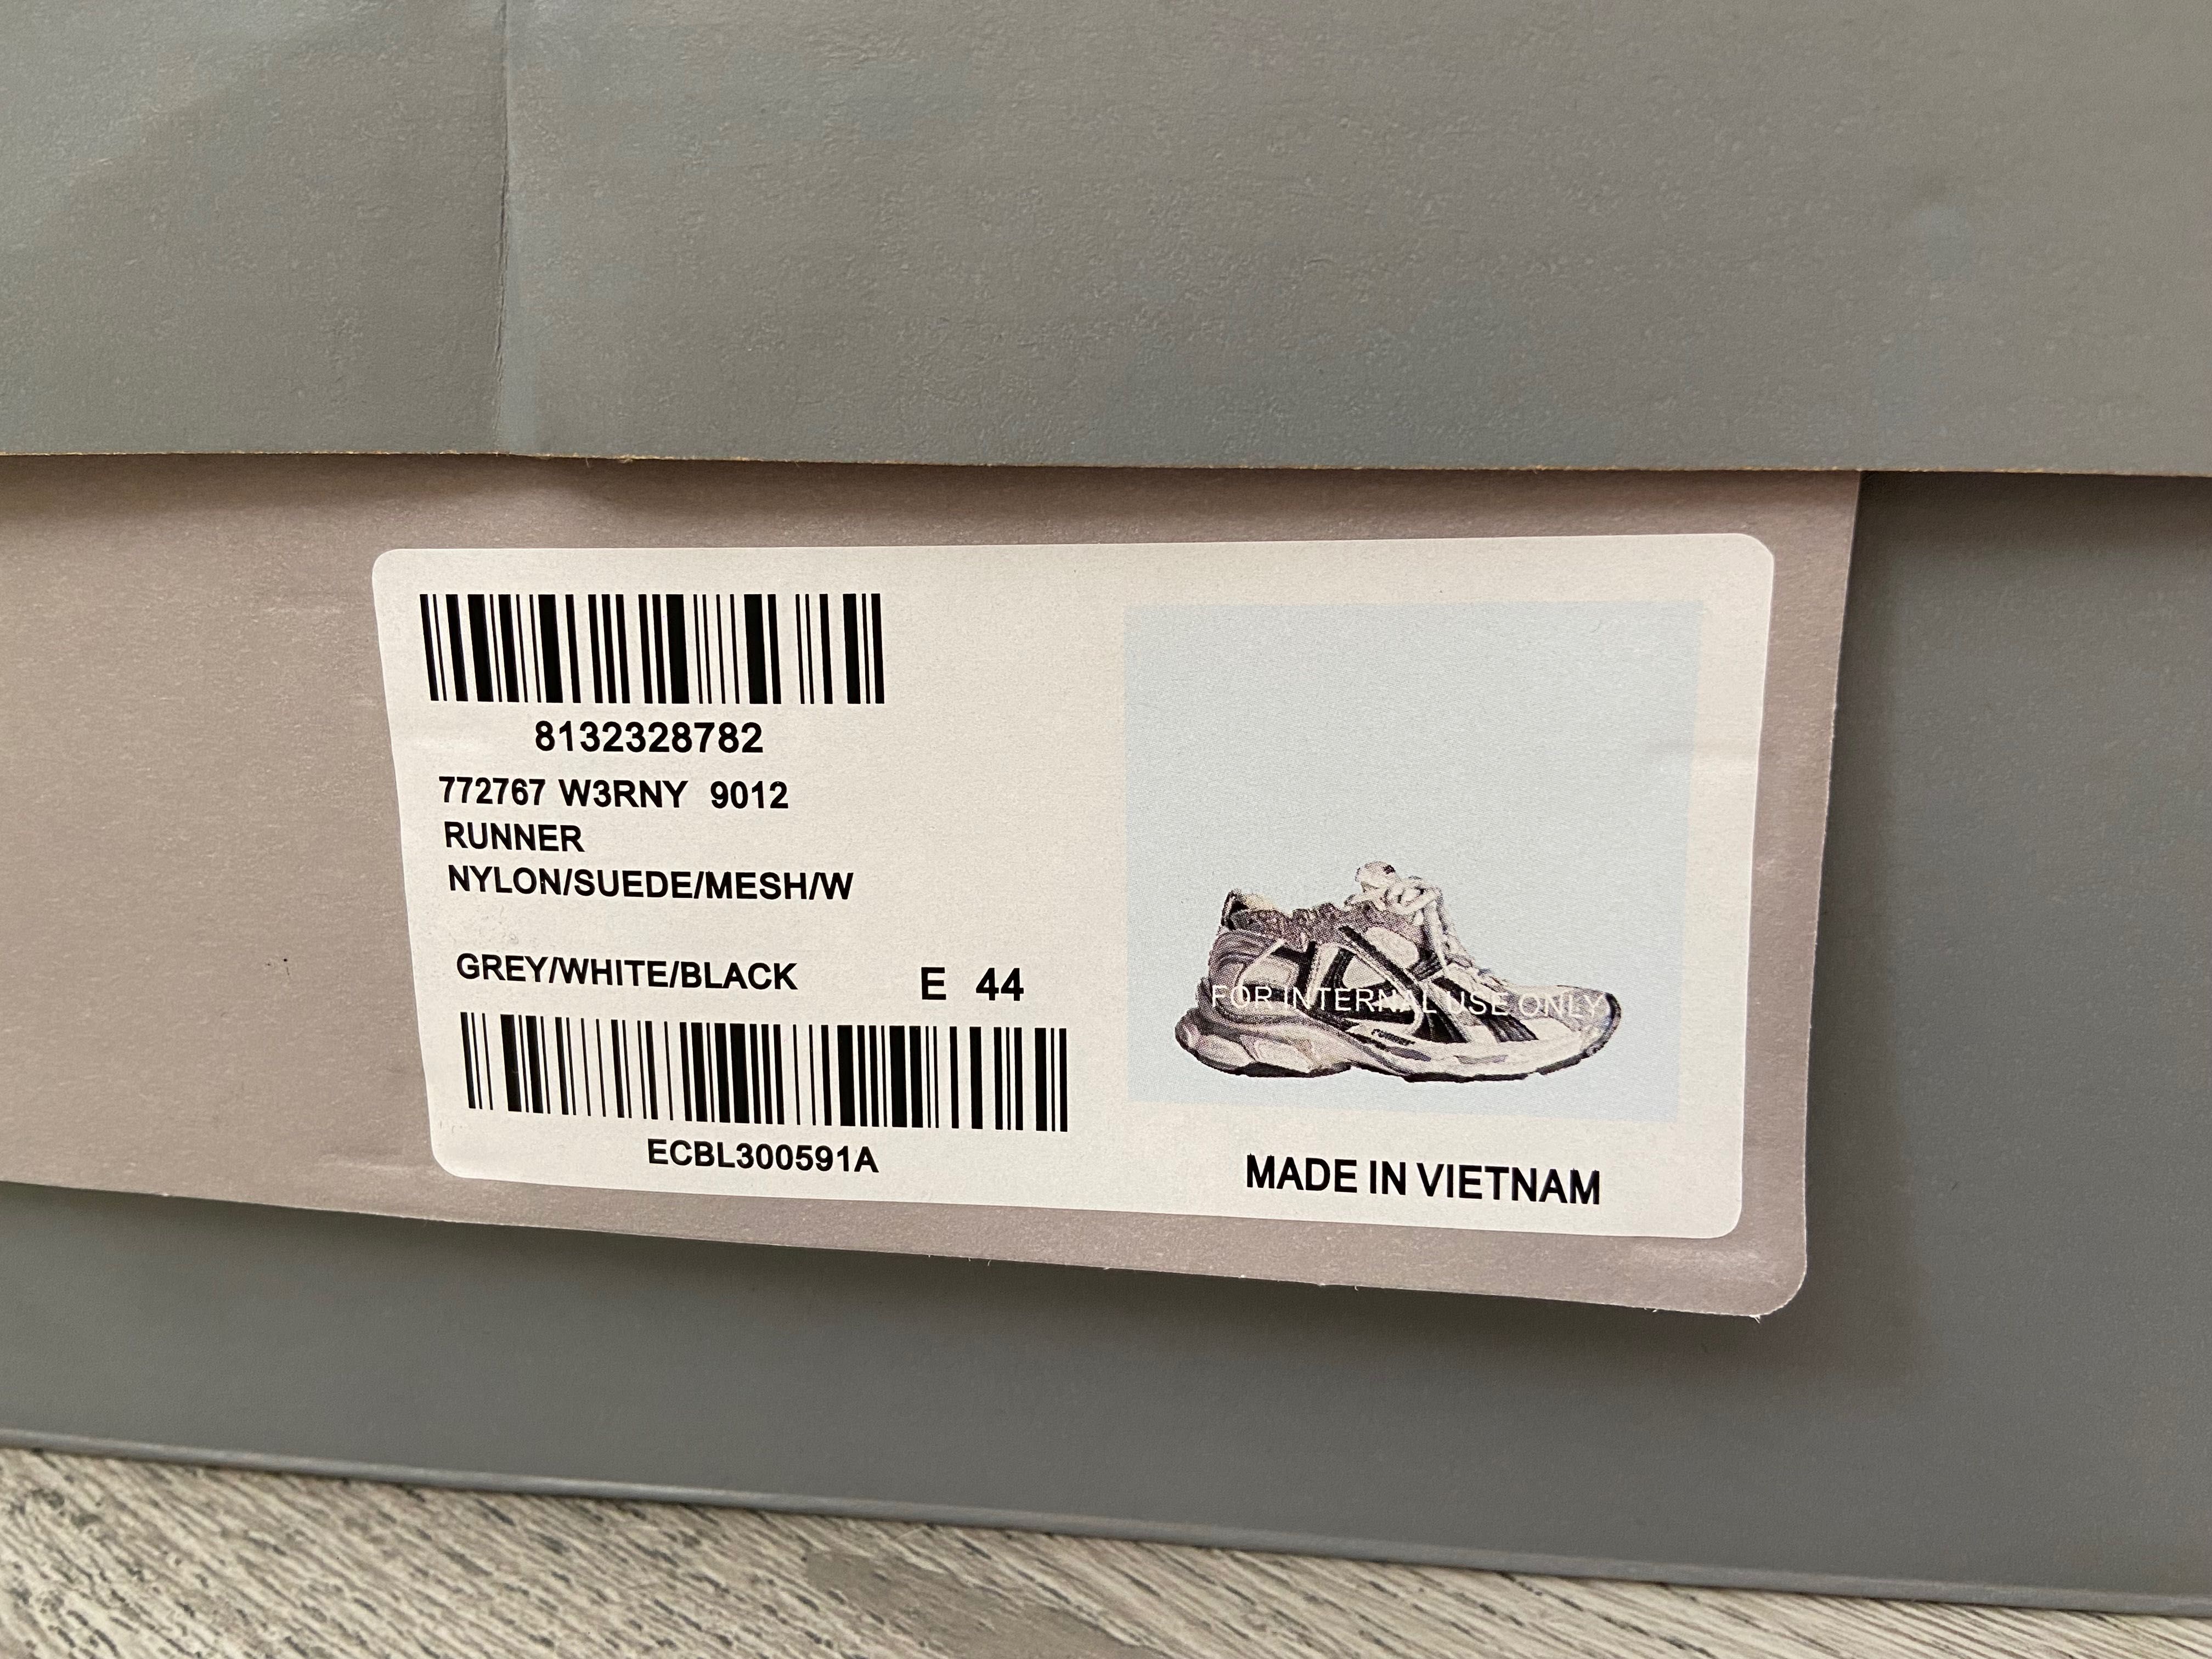 8132328782
772767 W3RNY 9012
RUNNER
NYLON/SUEDE/MESH/W
GREY/WHITE/BLACK E 44
ECBL300591A
FOR INTERNAL USE ONLY
MADE IN VIETNAM